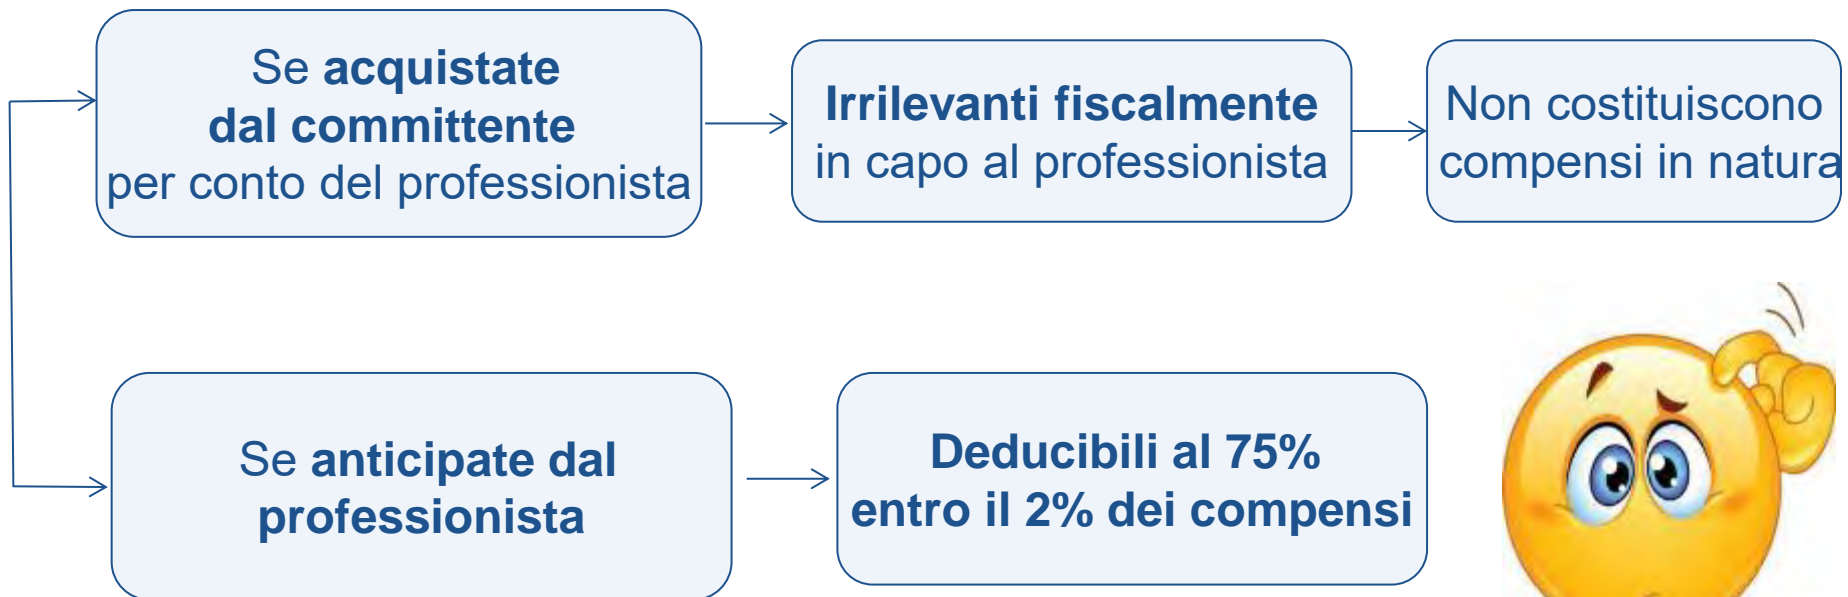 Se acquistate
dal committente
per conto del professionista
Irrilevanti fiscalmente
in capo al professionista
Non costituiscono
compensi in natura
Se anticipate dal
professionista
Deducibili al 75%
entro il 2% dei compensi